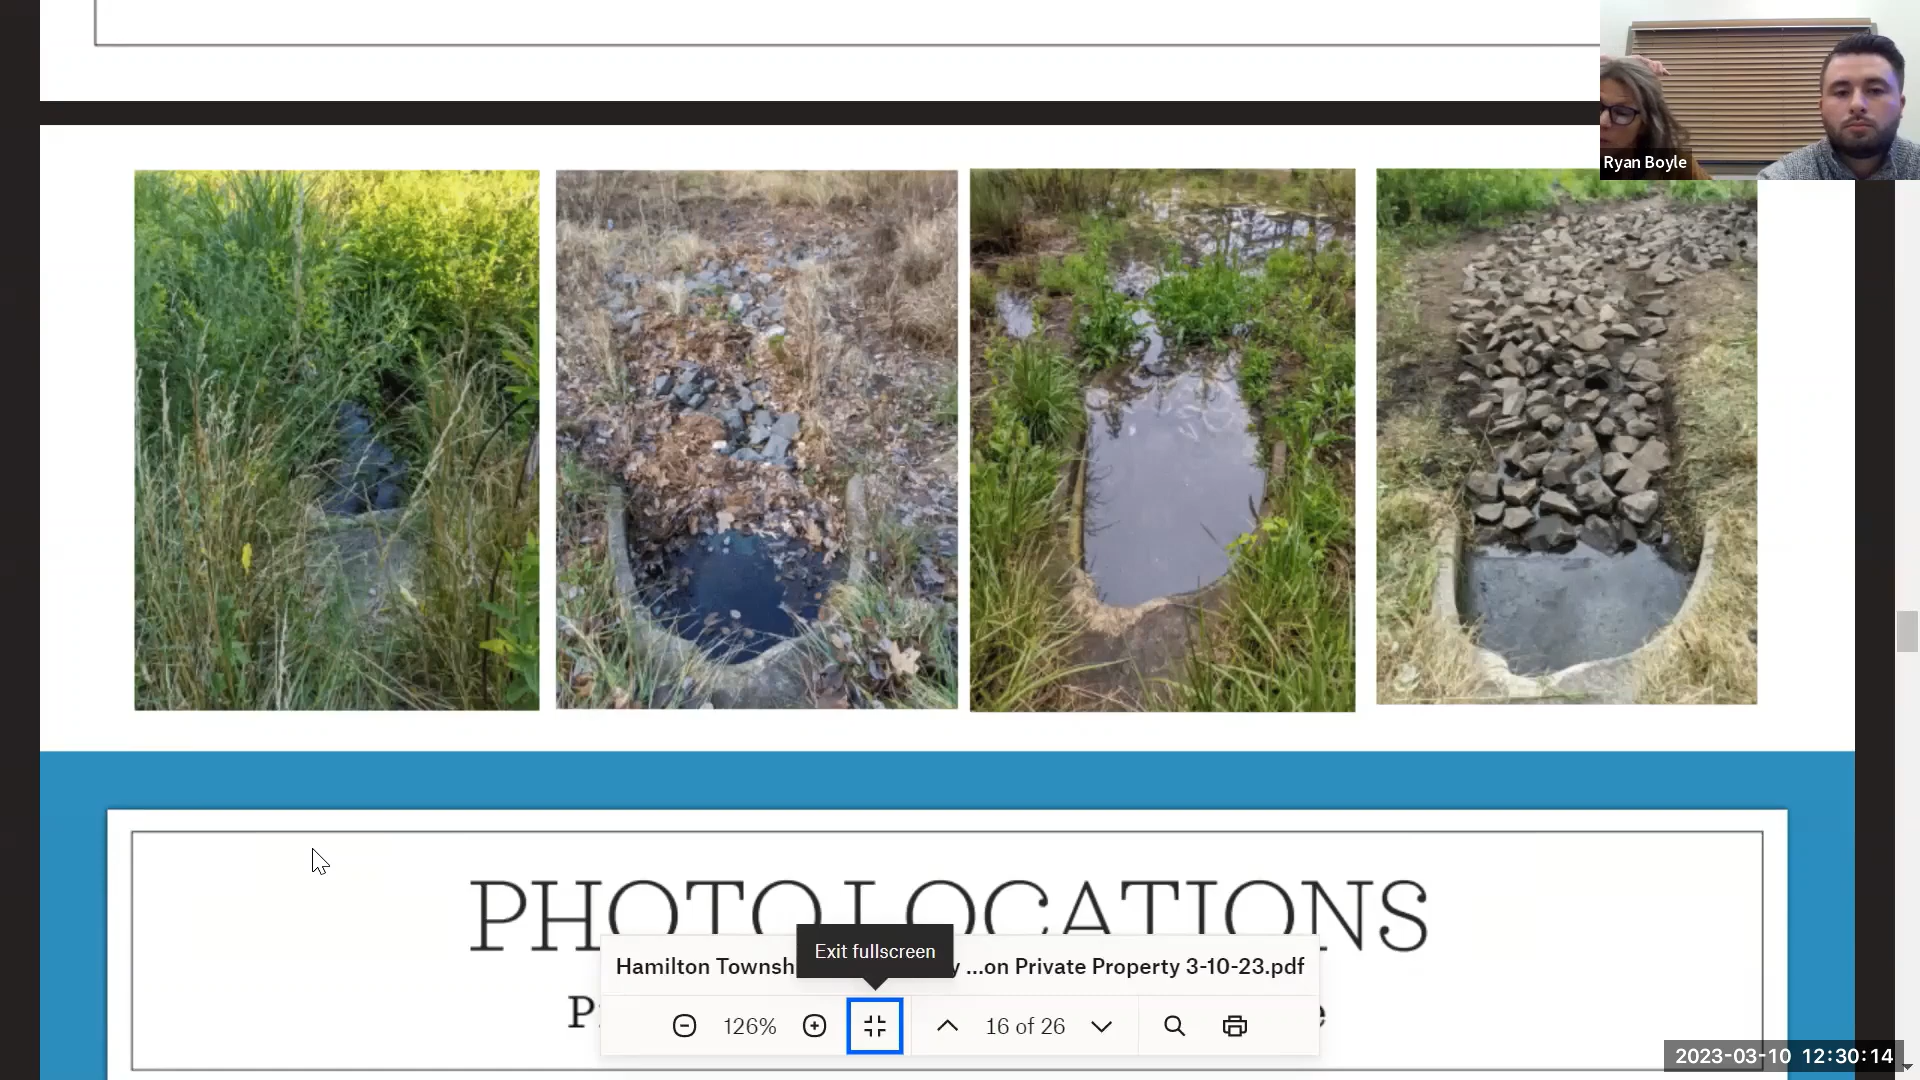 Ryan Boyle
PHOTO LOCATIONS
Exit fullscreen
Hamilton Townsh y ...on Private Property 3-10-23.pdf
126%
16 of 26
2023-03-10 12:30:14